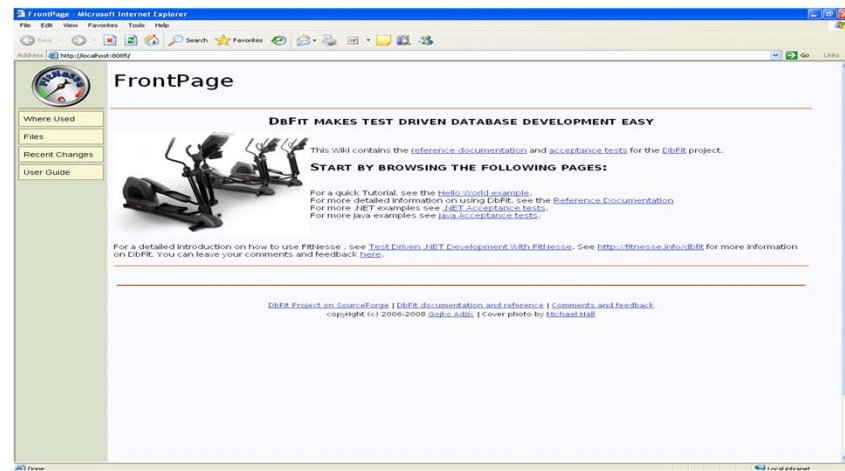 FrontPage - Microsoft Internet Explorer
File Edit View Favorites Tools Help
Back Search Favorites
Address http://localhost:8085/ Go Links
FitNesse
FrontPage
Where Used
Files
Recent Changes
User Guide
DbFit makes test driven database development easy
This Wiki contains the reference documentation and acceptance tests for the DbFit project.
Start by browsing the following pages:
For a quick Tutorial, see the Hello World example.
For more detailed information on using DbFit, see the Reference Documentation
For more .NET examples see .NET Acceptance tests.
For more java examples see Java Acceptance tests.
For a detailed introduction on how to use FitNesse , see Test Driven .NET Development With FitNesse. See http://fitnesse.info/dbfit for more information
on DbFit. You can leave your comments and feedback here.
DbFit Project on SourceForge | DbFit documentation and reference | Comments and feedback
copyright (c) 2006-2008 Gojko Adzic | Cover photo by Michael Hall
Done Local intranet